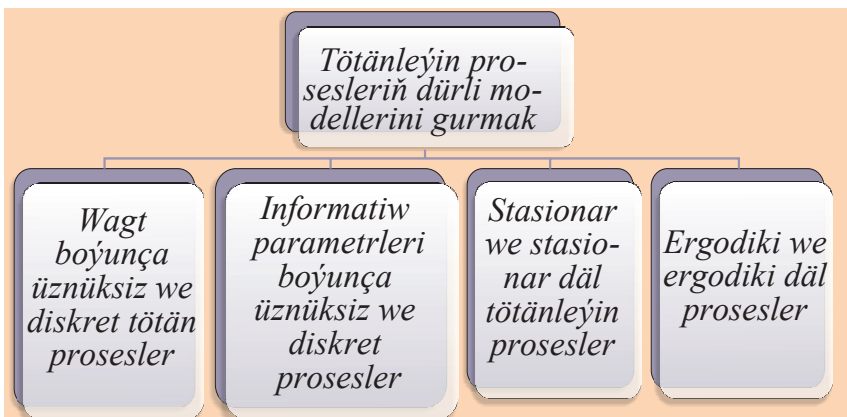 Tötänleýin pro-
sesleriň dürli mo-
dellerini gurmak
Wagt
boýunça
üznüksiz we
diskret tötän
prosesler
Informatiw
parametrleri
boýunça
üznüksiz we
diskret
prosesler
Stasionar
we stasio-
nar däl
tötänleýin
prosesler
Ergodiki we
ergodiki däl
prosesler